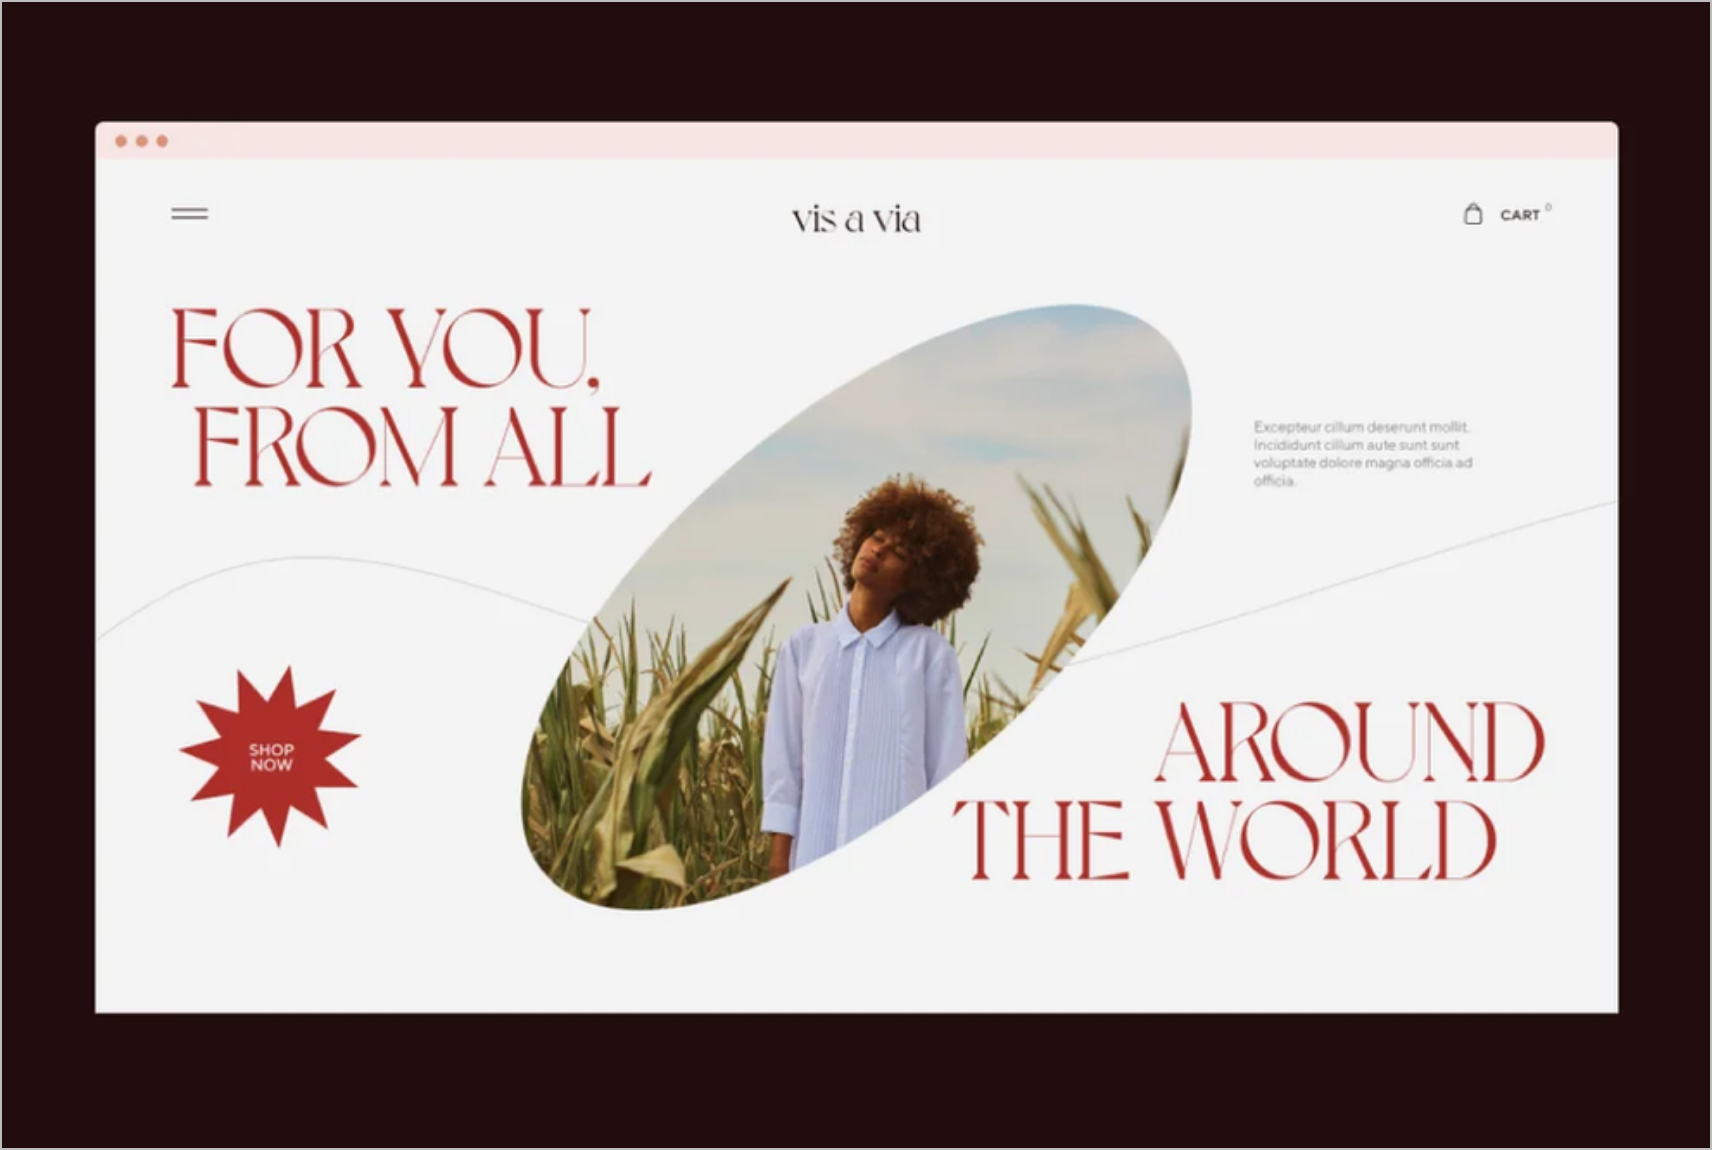 vis a via
CART 0
FOR YOU,
FROM ALL
Excepteur cillum deserunt mollit.
Incididunt cillum aute sunt sunt
voluptate dolore magna officia ad
officia.
SHOP
NOW
AROUND
THE WORLD